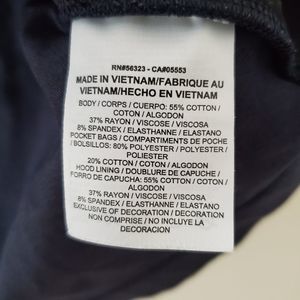 RN#56323 - CA#05553
MADE IN VIETNAM/FABRIQUE AU
VIETNAM/HECHO EN VIETNAM
BODY / CORPS / CUERPO: 55% COTTON /
COTON / ALGODON
37% RAYON / VISCOSE / VISCOSA
8% SPANDEX / ELASTHANNE / ELASTANO
POCKET BAGS / COMPARTIMENTS DE POCHE
/ BOLSILLOS: 80% POLYESTER / POLYESTER /
POLIESTER
20% COTTON / COTON / ALGODON
HOOD LINING / DOUBLURE DE CAPUCHE /
FORRO DE CAPUCHA: 55% COTTON / COTON /
ALGODON
37% RAYON / VISCOSE / VISCOSA
8% SPANDEX / ELASTHANNE / ELASTANO
EXCLUSIVE OF DECORATION / DECORATION
NON COMPRISE / NO INCLUYE LA
DECORACION